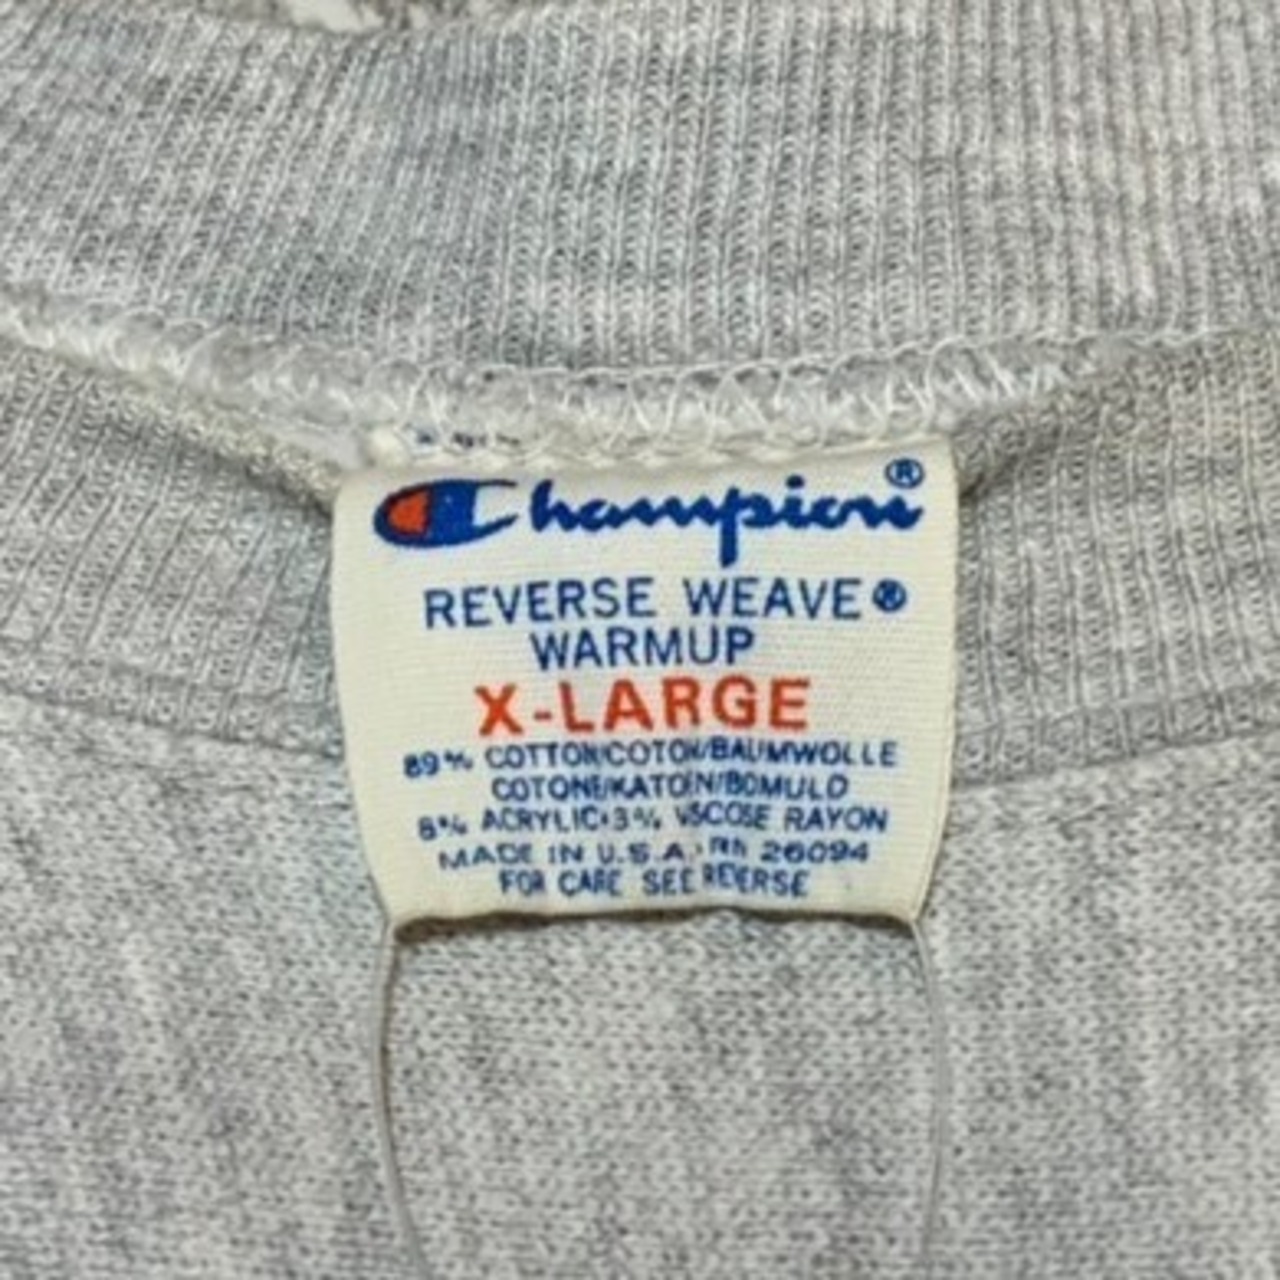 Champion®
REVERSE WEAVE®
WARMUP
X-LARGE
89% COTTON/COTON/BAUMWOLLE
COTONE/KATOEN/BOMULD
8% ACRYLIC·3% VISCOSE RAYON
MADE IN U.S.A.·RN 26094
FOR CARE SEE REVERSE